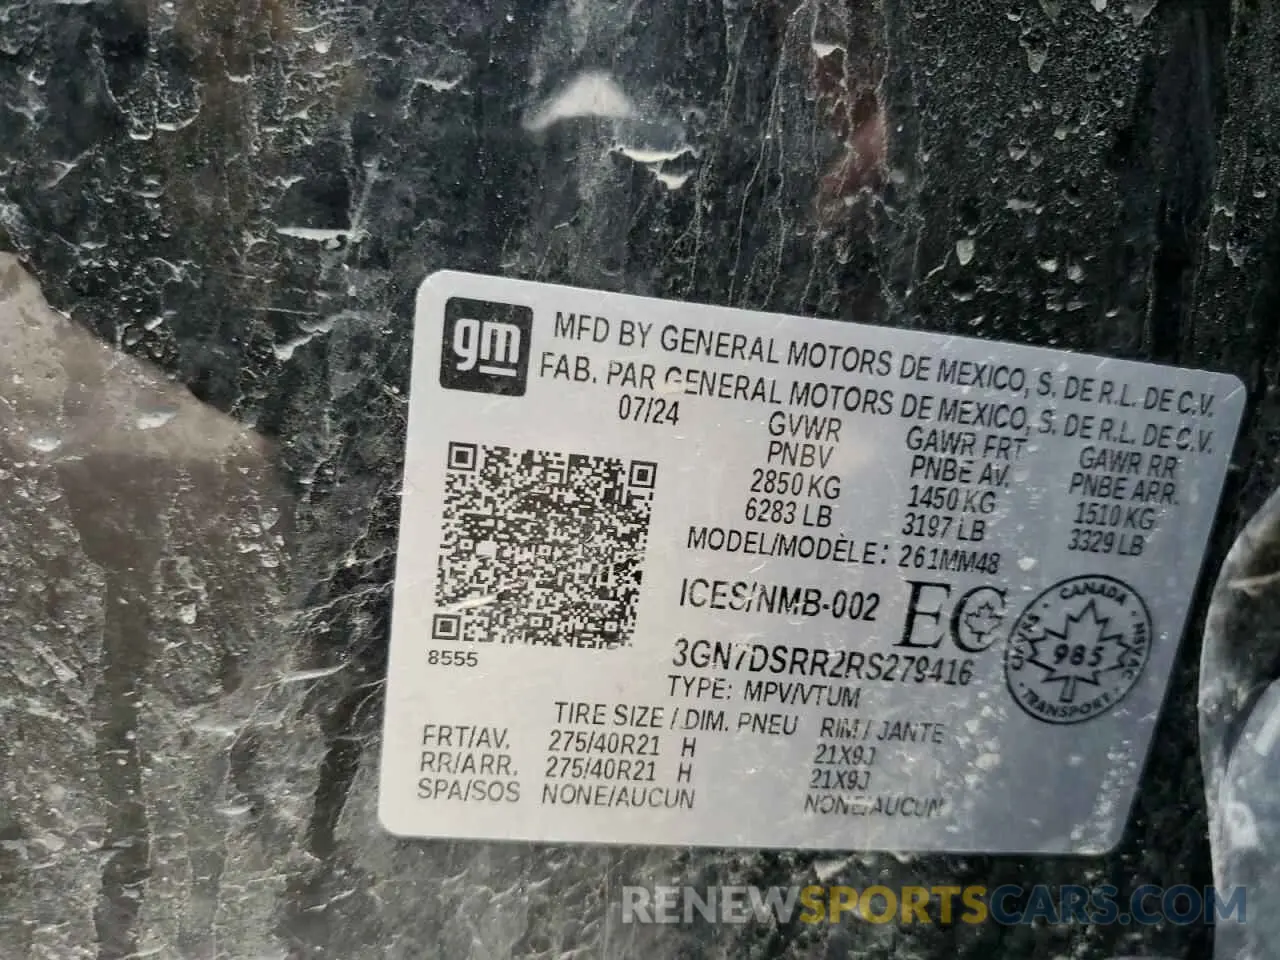 gm
MFD BY GENERAL MOTORS DE MEXICO, S. DE R.L. DE C.V.
FAB. PAR GENERAL MOTORS DE MEXICO, S. DE R.L. DE C.V.
07/24 GVWR GAWR FRT GAWR RR
PNBV PNBE AV. PNBE ARR.
2850 KG 1450 KG 1510 KG
6283 LB 3197 LB 3329 LB
MODEL/MODÈLE: 261MM48
ICES/NMB-002 EC
CANADA
CMVSS NSVAC
985
TRANSPORT
3GN7DSRR2RS279416
8555
TYPE: MPV/VTUM
TIRE SIZE / DIM. PNEU RIM / JANTE
FRT/AV. 275/40R21 H 21X9J
RR/ARR. 275/40R21 H 21X9J
SPA/SOS NONE/AUCUN NONE/AUCUN
RENEWSPORTSCARS.COM